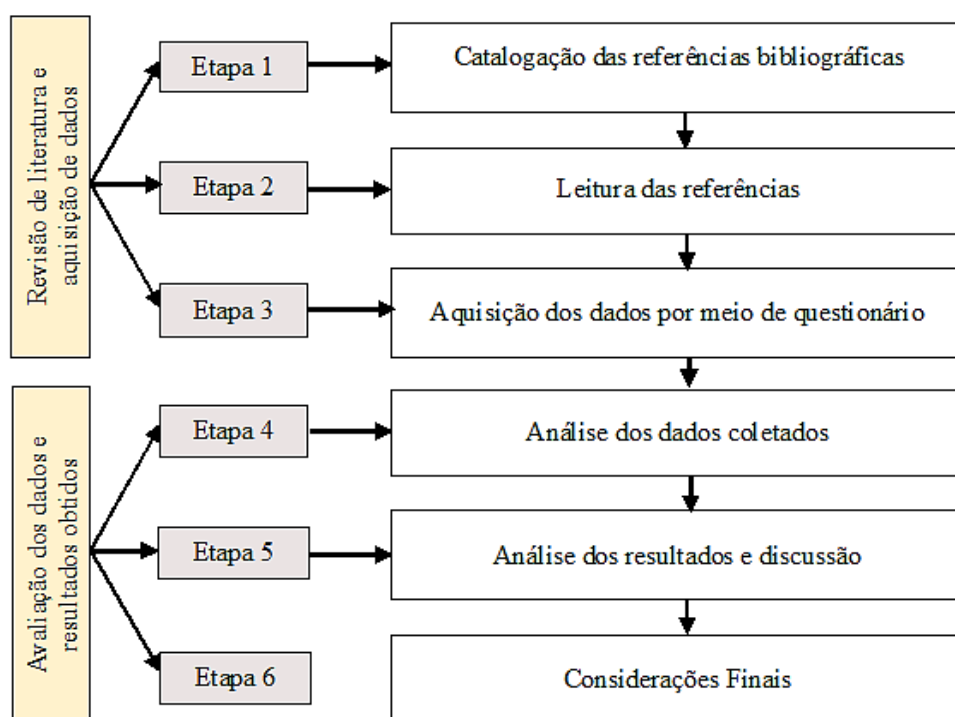 Revisão de literatura e
aquisição de dados
Etapa 1
Catalogação das referências bibliográficas
Etapa 2
Leitura das referências
Etapa 3
Aquisição dos dados por meio de questionário
Avaliação dos dados e
resultados obtidos
Etapa 4
Análise dos dados coletados
Etapa 5
Análise dos resultados e discussão
Etapa 6
Considerações Finais